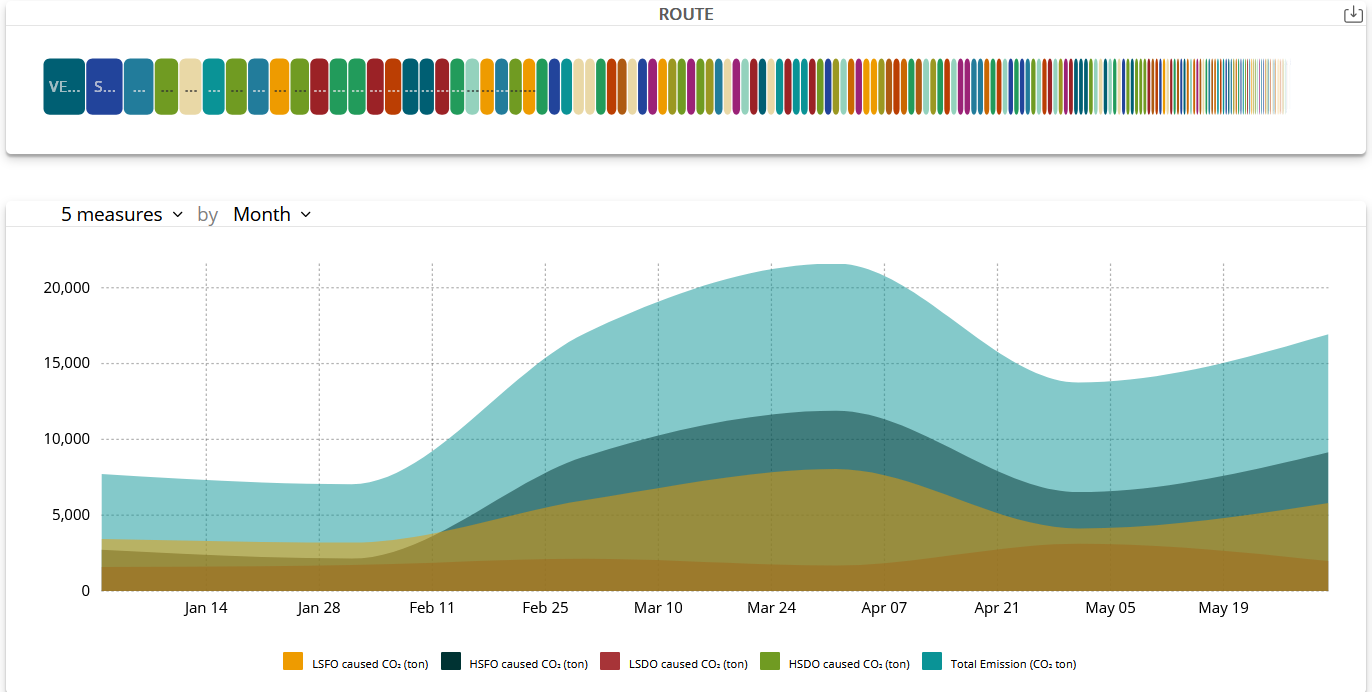 ROUTE
VE... S... ... ... ... ... ... ... ... ... ... ... ... ... ... ... ... ... ... ... ... ... ...
5 measures by Month
20,000
15,000
10,000
5,000
0
Jan 14 Jan 28 Feb 11 Feb 25 Mar 10 Mar 24 Apr 07 Apr 21 May 05 May 19
LSFO caused CO₂ (ton) HSFO caused CO₂ (ton) LSDO caused CO₂ (ton) HSDO caused CO₂ (ton) Total Emission (CO₂ ton)